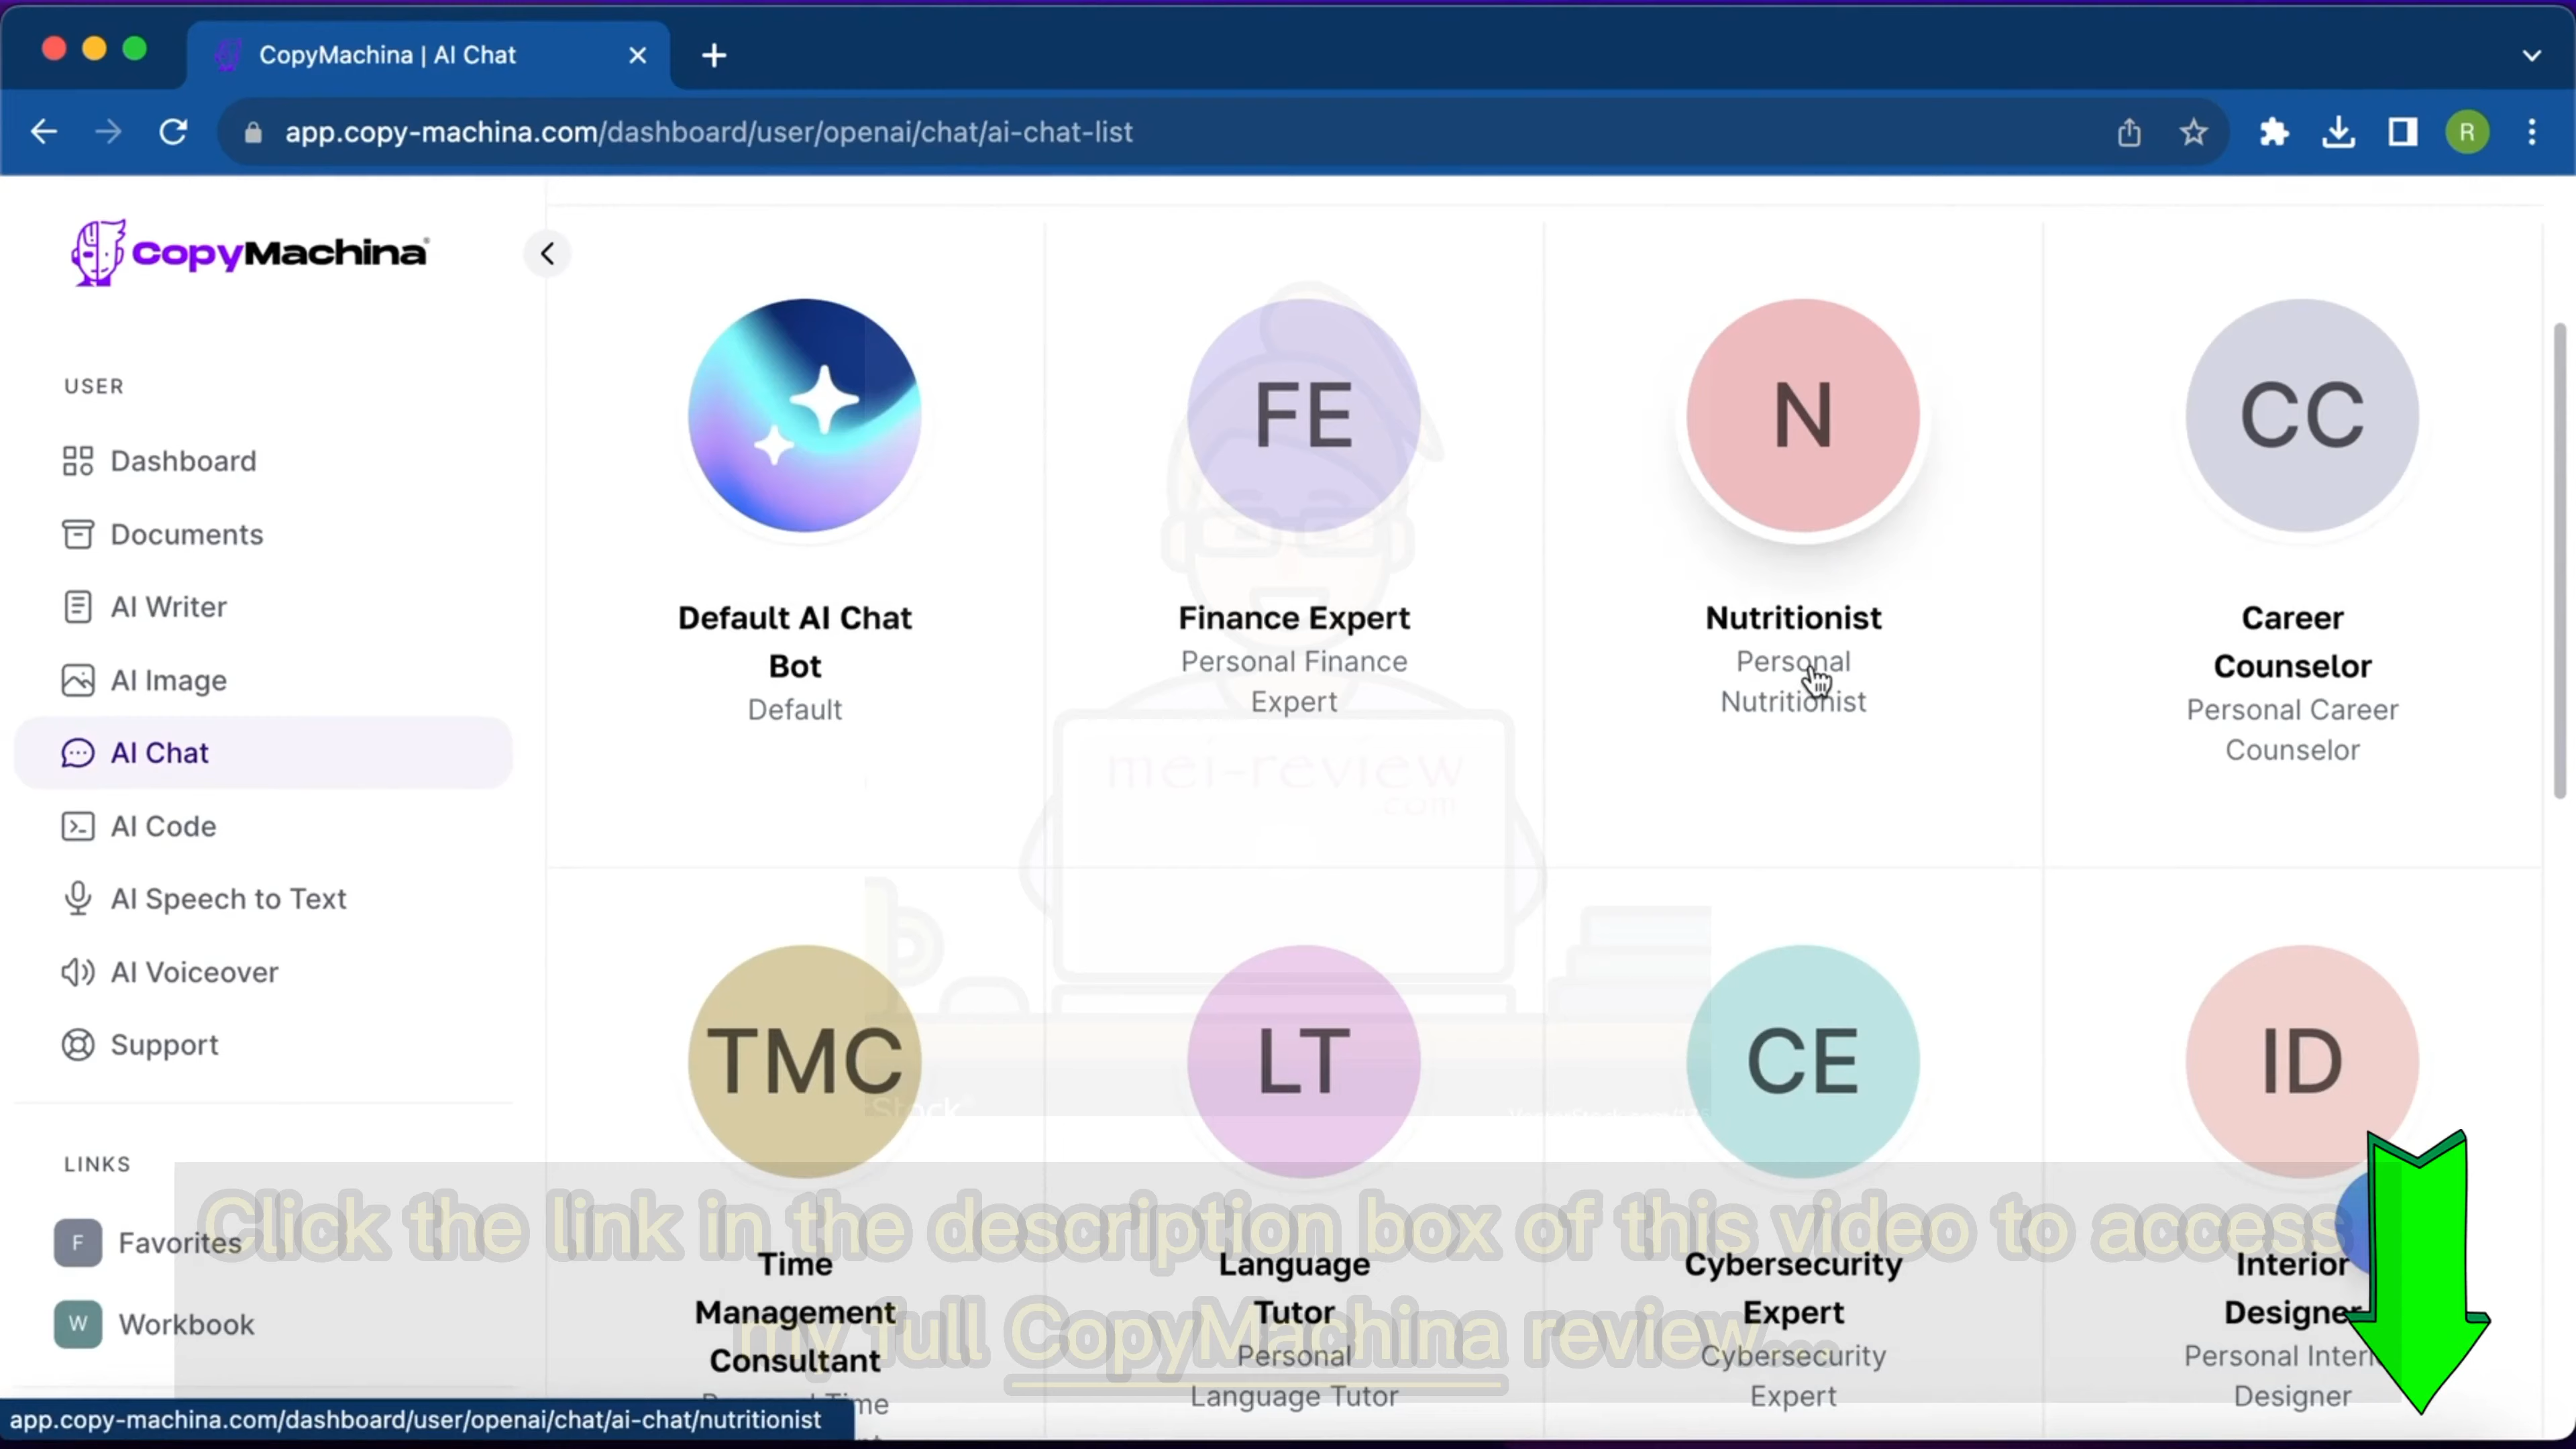 CopyMachina | AI Chat
app.copy-machina.com/dashboard/user/openai/chat/ai-chat-list
R
CopyMachina
USER
Dashboard
Documents
AI Writer
AI Image
AI Chat
AI Code
AI Speech to Text
AI Voiceover
Support
LINKS
F
Favorites
W
Workbook
Default AI Chat
Bot
Default
FE
Finance Expert
Personal Finance
Expert
N
Nutritionist
Personal
Nutritionist
CC
Career
Counselor
Personal Career
Counselor
mei-review
.com
TMC
Time
Management
Consultant
LT
Language
Tutor
Personal
Language Tutor
CE
Cybersecurity
Expert
Cybersecurity
Expert
ID
Interior
Designer
Designer
Stock
Click the link in the description box of this video to access
my full CopyMachina review...
app.copy-machina.com/dashboard/user/openai/chat/ai-chat/nutritionist